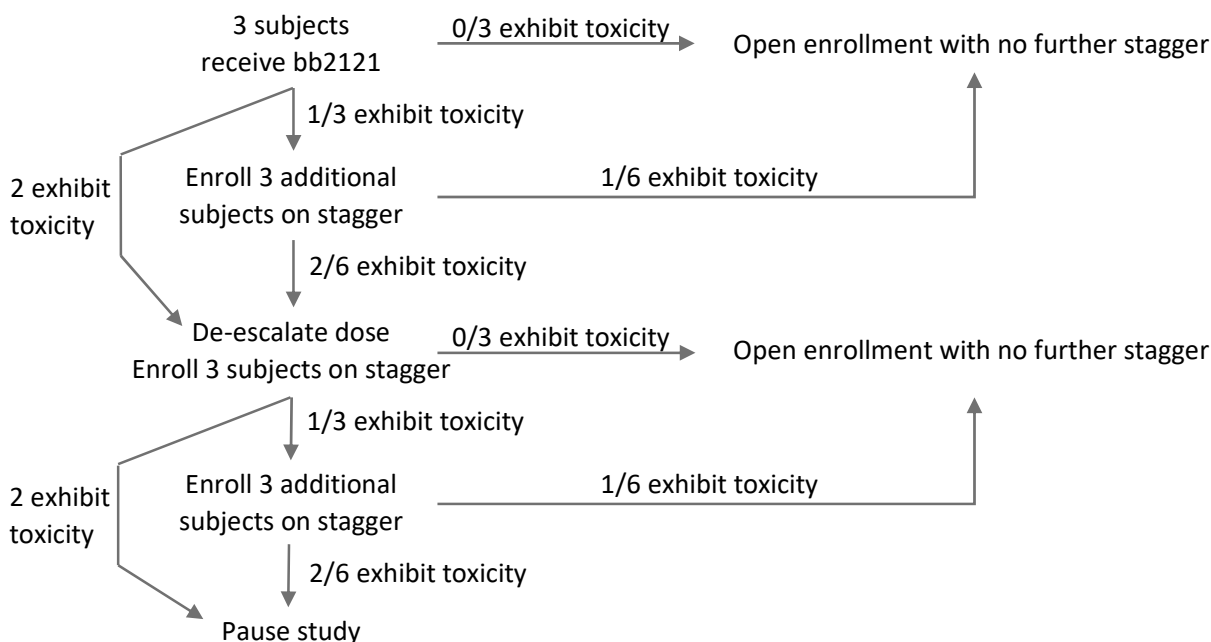 3 subjects
receive bb2121
0/3 exhibit toxicity
Open enrollment with no further stagger
1/3 exhibit toxicity
2 exhibit
toxicity
Enroll 3 additional
subjects on stagger
1/6 exhibit toxicity
2/6 exhibit toxicity
De-escalate dose
Enroll 3 subjects on stagger
0/3 exhibit toxicity
Open enrollment with no further stagger
1/3 exhibit toxicity
2 exhibit
toxicity
Enroll 3 additional
subjects on stagger
1/6 exhibit toxicity
2/6 exhibit toxicity
Pause study